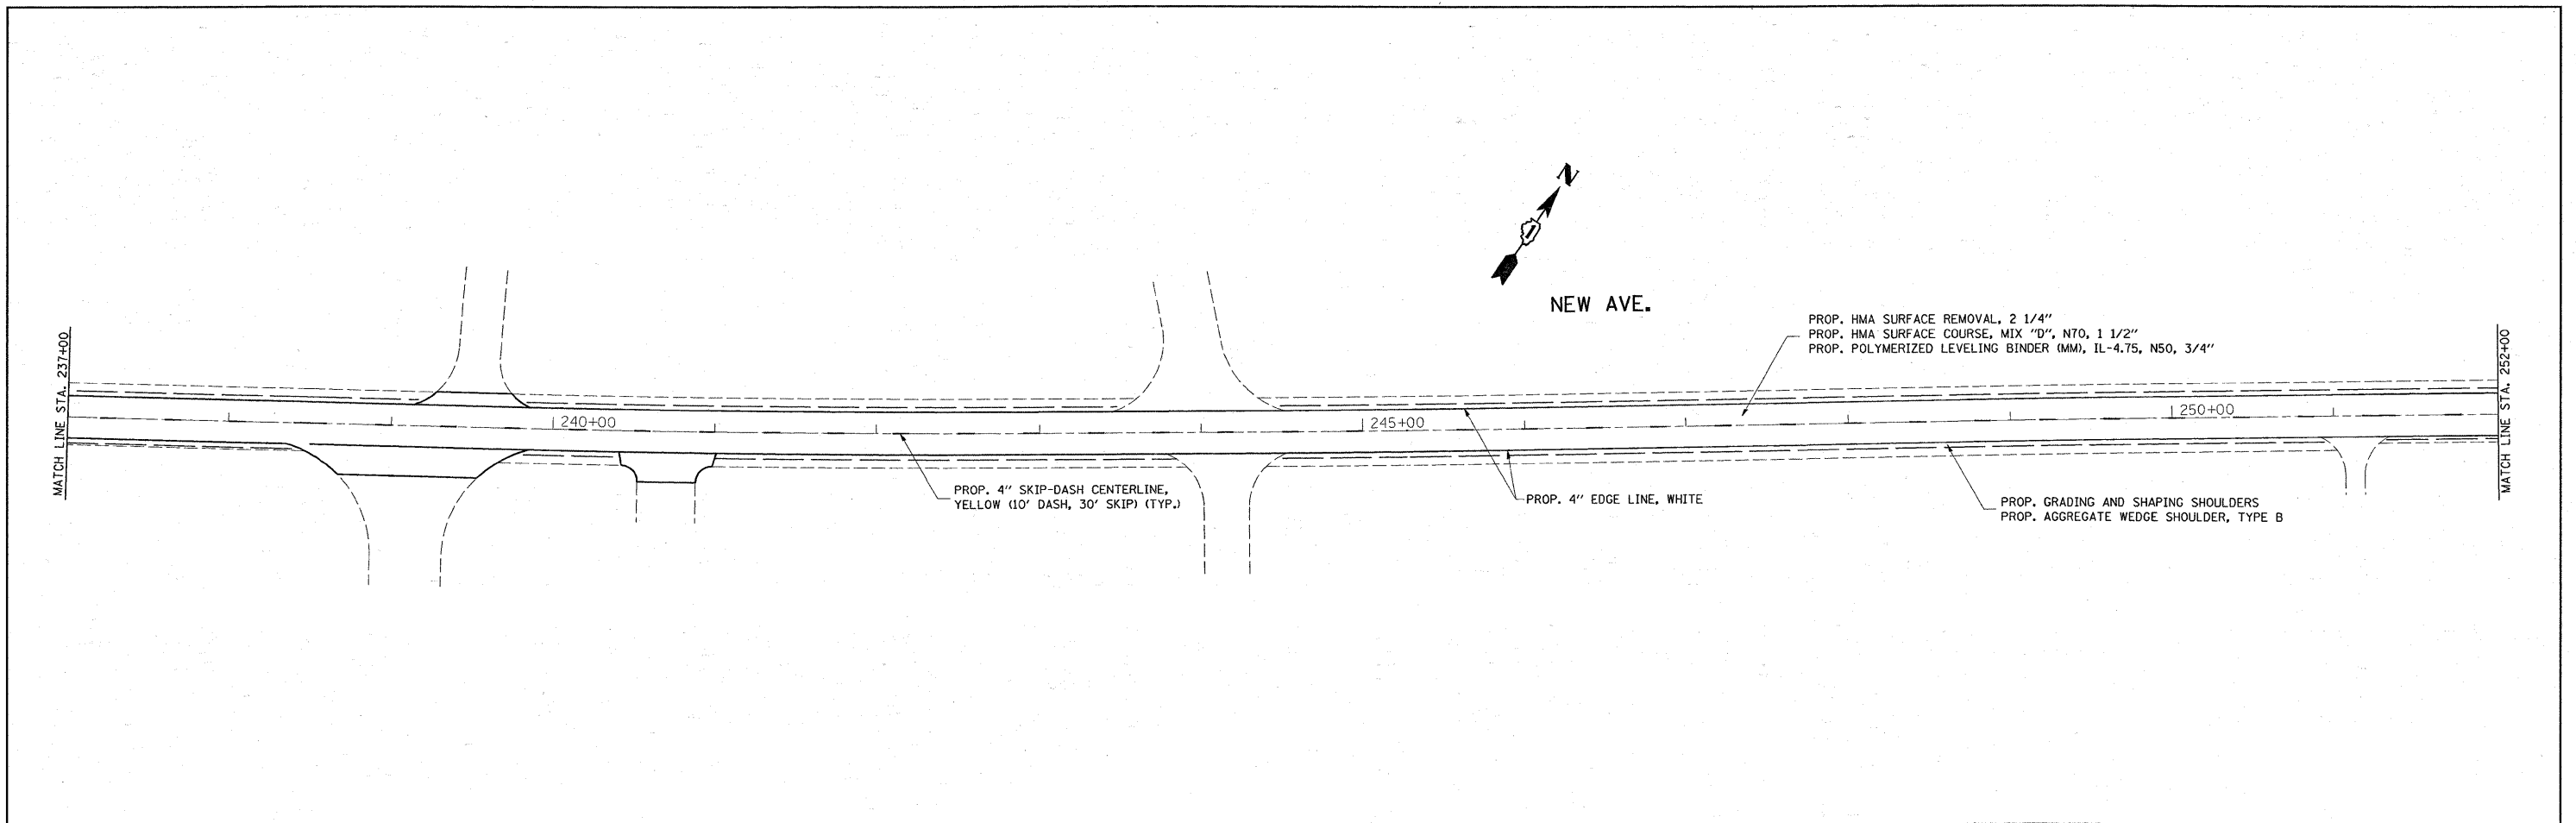 N
NEW AVE.
PROP. HMA SURFACE REMOVAL, 2 1/4"
PROP. HMA SURFACE COURSE, MIX "D", N70, 1 1/2"
PROP. POLYMERIZED LEVELING BINDER (MM), IL-4.75, N50, 3/4"
MATCH LINE STA. 237+00
240+00
245+00
250+00
MATCH LINE STA. 252+00
PROP. 4" SKIP-DASH CENTERLINE,
YELLOW (10' DASH, 30' SKIP) (TYP.)
PROP. 4" EDGE LINE, WHITE
PROP. GRADING AND SHAPING SHOULDERS
PROP. AGGREGATE WEDGE SHOULDER, TYPE B